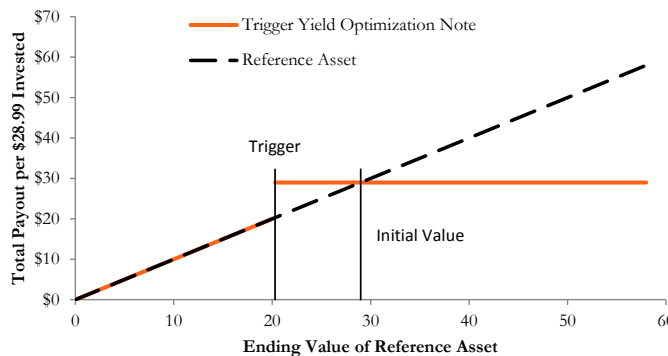 Trigger Yield Optimization Note
Reference Asset
Total Payout per $28.99 Invested
$70
$60
$50
$40
$30
$20
$10
$0
Trigger
Initial Value
0 10 20 30 40 50 60
Ending Value of Reference Asset